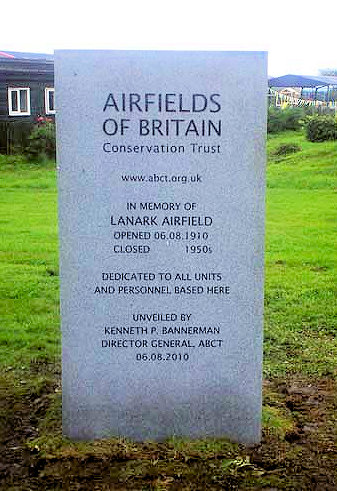 AIRFIELDS
OF BRITAIN
Conservation Trust
www.abct.org.uk
IN MEMORY OF
LANARK AIRFIELD
OPENED 06.08.1910
CLOSED 1950s
DEDICATED TO ALL UNITS
AND PERSONNEL BASED HERE
UNVEILED BY
KENNETH P. BANNERMAN
DIRECTOR GENERAL, ABCT
06.08.2010